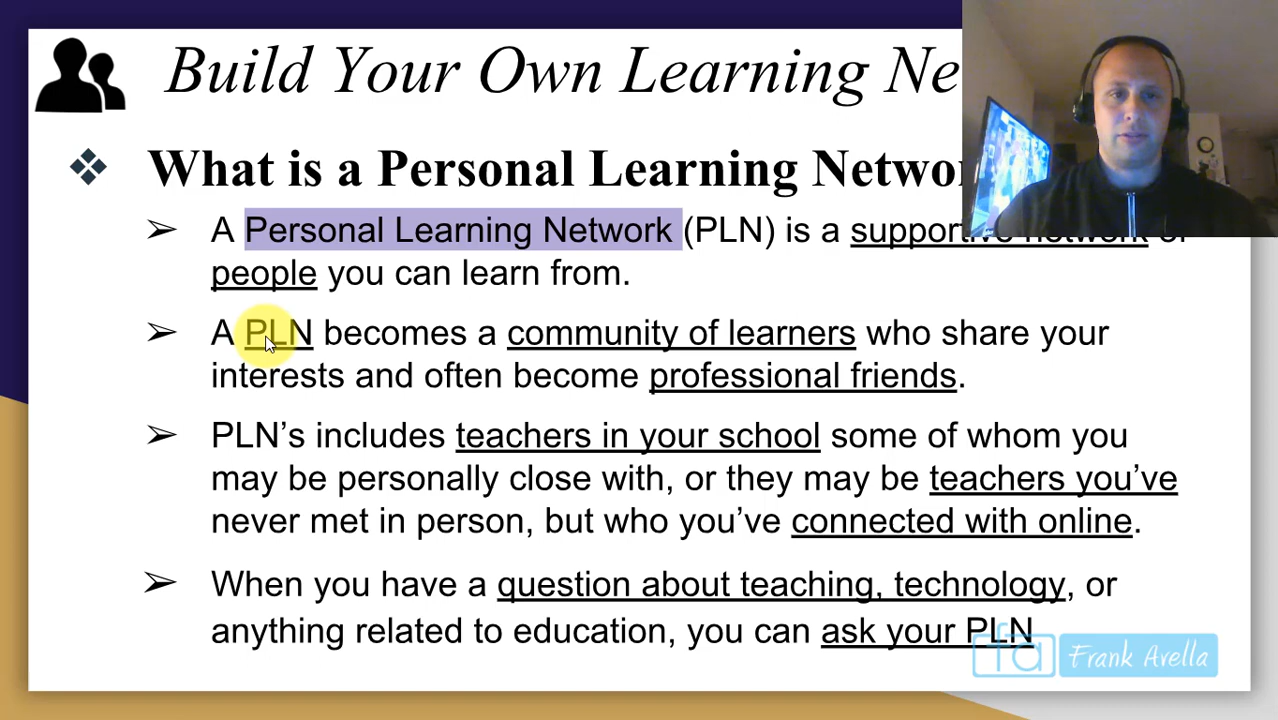 Build Your Own Learning Ne
What is a Personal Learning Networ
A Personal Learning Network (PLN) is a supportive network of
people you can learn from.
A PLN becomes a community of learners who share your
interests and often become professional friends.
PLN’s includes teachers in your school some of whom you
may be personally close with, or they may be teachers you’ve
never met in person, but who you’ve connected with online.
When you have a question about teaching, technology, or
anything related to education, you can ask your PLN
fa Frank Avella